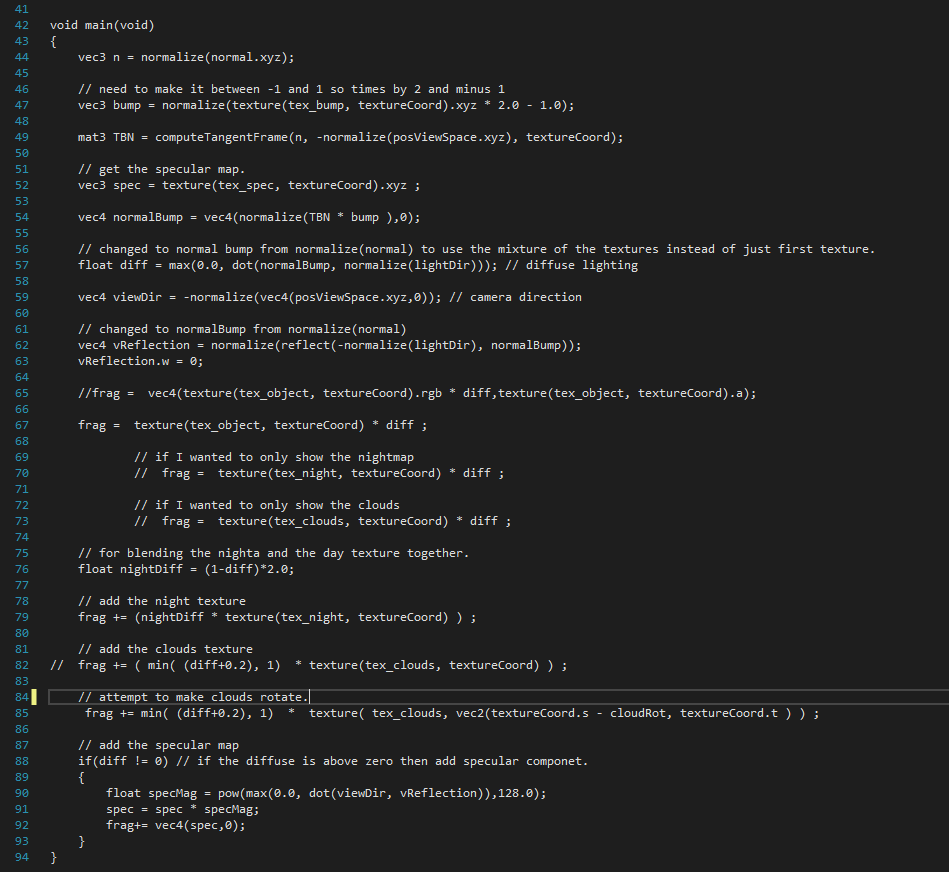 41
42 void main(void)
43 {
44 vec3 n = normalize(normal.xyz);
45
46 // need to make it between -1 and 1 so times by 2 and minus 1
47 vec3 bump = normalize(texture(tex_bump, textureCoord).xyz * 2.0 - 1.0);
48
49 mat3 TBN = computeTangentFrame(n, -normalize(posViewSpace.xyz), textureCoord);
50
51 // get the specular map.
52 vec3 spec = texture(tex_spec, textureCoord).xyz ;
53
54 vec4 normalBump = vec4(normalize(TBN * bump ),0);
55
56 // changed to normal bump from normalize(normal) to use the mixture of the textures instead of just first texture.
57 float diff = max(0.0, dot(normalBump, normalize(lightDir))); // diffuse lighting
58
59 vec4 viewDir = -normalize(vec4(posViewSpace.xyz,0)); // camera direction
60
61 // changed to normalBump from normalize(normal)
62 vec4 vReflection = normalize(reflect(-normalize(lightDir), normalBump));
63 vReflection.w = 0;
64
65 //frag =  vec4(texture(tex_object, textureCoord).rgb * diff,texture(tex_object, textureCoord).a);
66
67 frag =  texture(tex_object, textureCoord) * diff ;
68
69 // if I wanted to only show the nightmap
70 //  frag =  texture(tex_night, textureCoord) * diff ;
71
72 // if I wanted to only show the clouds
73 //  frag =  texture(tex_clouds, textureCoord) * diff ;
74
75 // for blending the nighta and the day texture together.
76 float nightDiff = (1-diff)*2.0;
77
78 // add the night texture
79 frag += (nightDiff * texture(tex_night, textureCoord) ) ;
80
81 // add the clouds texture
82 //  frag += ( min( (diff+0.2), 1)  * texture(tex_clouds, textureCoord) ) ;
83
84 // attempt to make clouds rotate.
85 frag += min( (diff+0.2), 1)  *  texture( tex_clouds, vec2(textureCoord.s - cloudRot, textureCoord.t ) ) ;
86
87 // add the specular map
88 if(diff != 0) // if the diffuse is above zero then add specular componet.
89 {
90 float specMag = pow(max(0.0, dot(viewDir, vReflection)),128.0);
91 spec = spec * specMag;
92 frag+= vec4(spec,0);
93 }
94 }